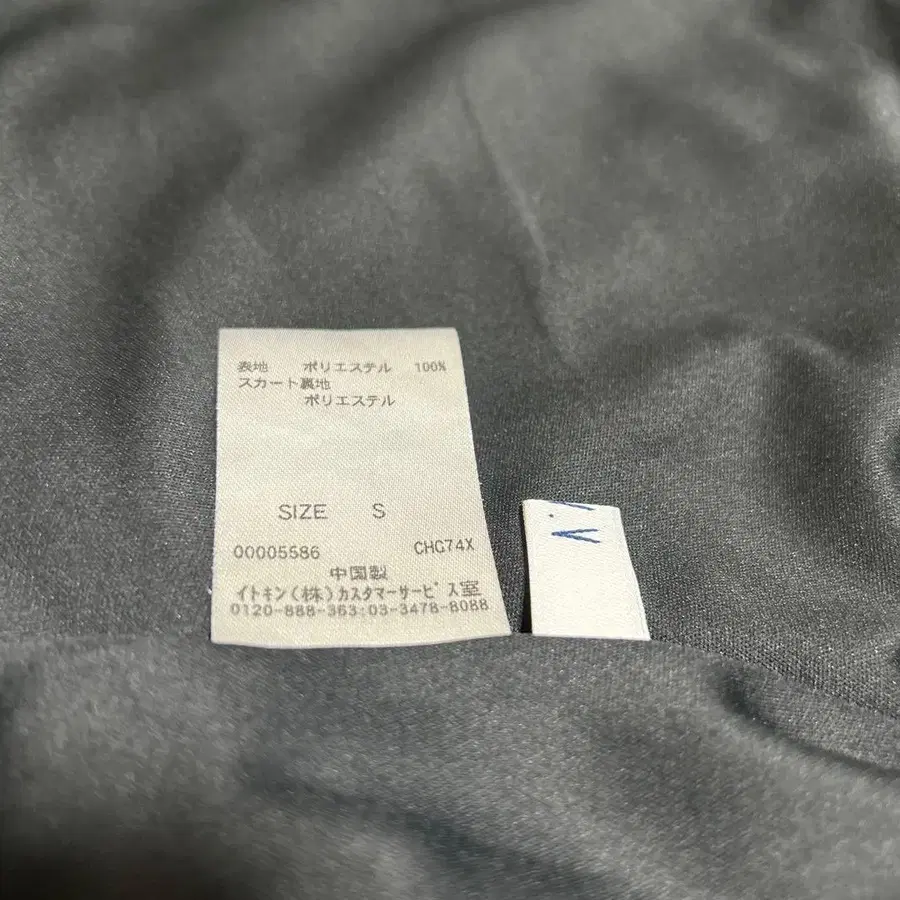 表地 ポリエステル 100%
スカート裏地
ポリエステル
SIZE S
00005586 CHG74X
中国製
イトキン(株)カスタマーサービス室
0120-888-363:03-3478-8088